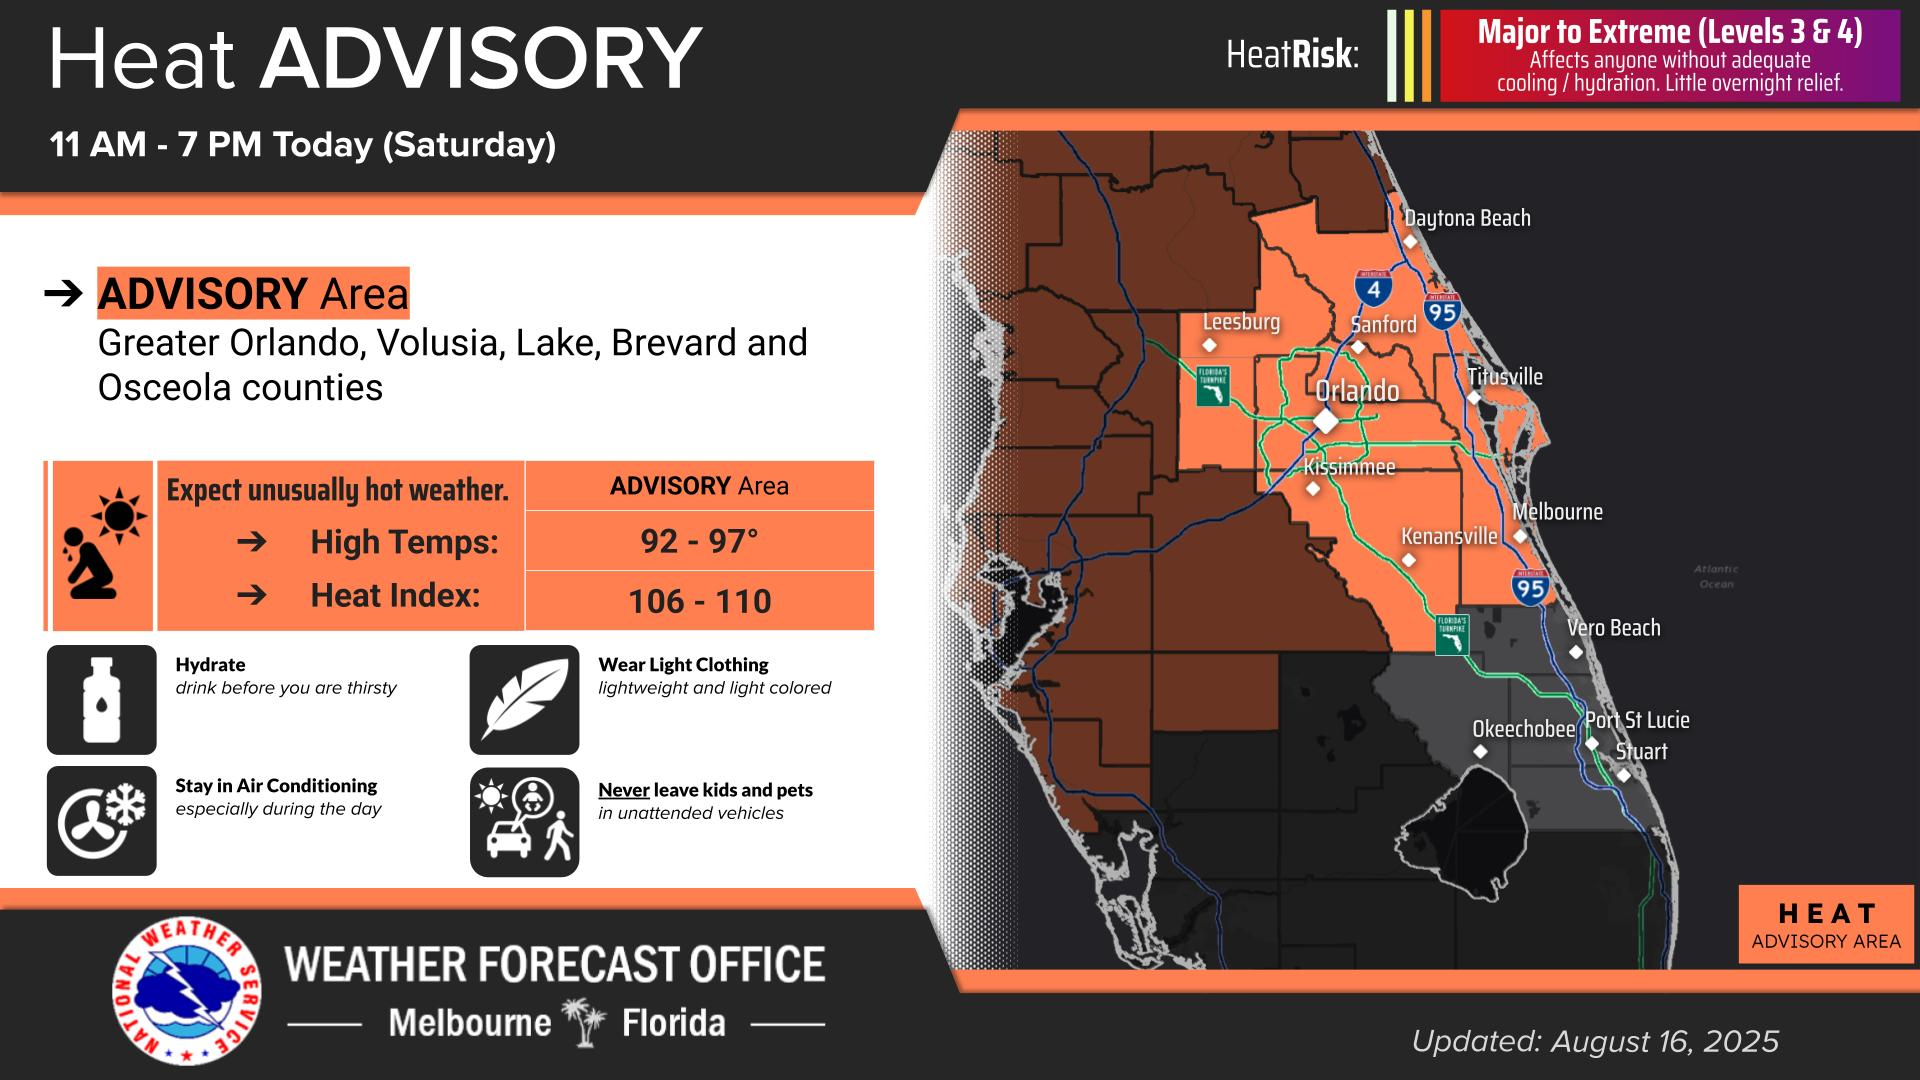 Heat ADVISORY
11 AM - 7 PM Today (Saturday)
HeatRisk:
Major to Extreme (Levels 3 & 4)
Affects anyone without adequate
cooling / hydration. Little overnight relief.
➔ ADVISORY Area
Greater Orlando, Volusia, Lake, Brevard and
Osceola counties
Expect unusually hot weather.
ADVISORY Area
➔ High Temps:
92 - 97°
➔ Heat Index:
106 - 110
Hydrate
drink before you are thirsty
Wear Light Clothing
lightweight and light colored
Stay in Air Conditioning
especially during the day
Never leave kids and pets
in unattended vehicles
Daytona Beach
INTERSTATE
4
INTERSTATE
95
Leesburg
Sanford
FLORIDA'S
TURNPIKE
Titusville
Orlando
Kissimmee
Melbourne
Kenansville
Atlantic
Ocean
INTERSTATE
95
FLORIDA'S
TURNPIKE
Vero Beach
Port St Lucie
Okeechobee
Stuart
HEAT
ADVISORY AREA
NATIONAL WEATHER SERVICE
WEATHER FORECAST OFFICE
Melbourne Florida
Updated: August 16, 2025